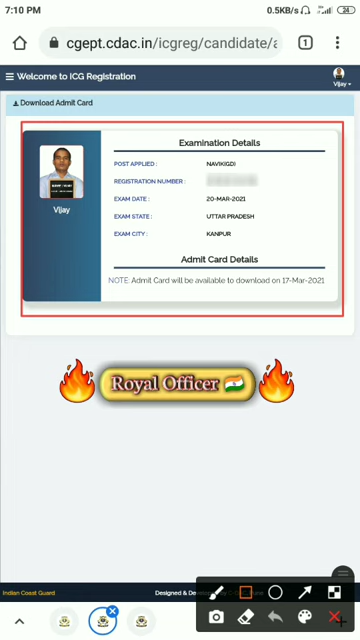 7:10 PM
0.5KB/s
24
cgept.cdac.in/icgreg/candidate/a
1
Welcome to ICG Registration
Vijay
Download Admit Card
Examination Details
POST APPLIED : NAVIK(GD)
REGISTRATION NUMBER :
EXAM DATE : 20-MAR-2021
EXAM STATE : UTTAR PRADESH
EXAM CITY : KANPUR
Vijay
Admit Card Details
NOTE: Admit Card will be available to download on 17-Mar-2021
Royal Officer
Indian Coast Guard
Designed & De